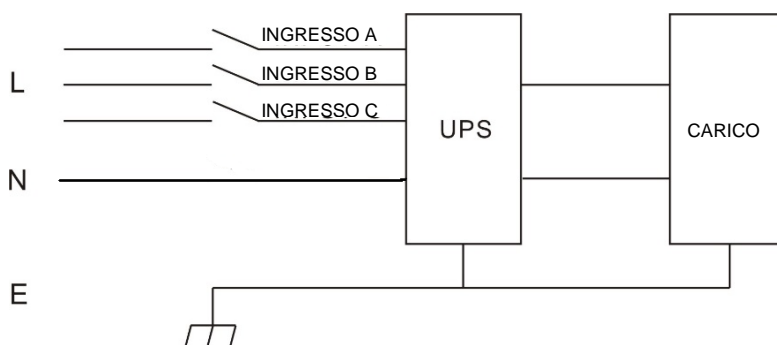 INGRESSO A
L
INGRESSO B
INGRESSO C
UPS
CARICO
N
E